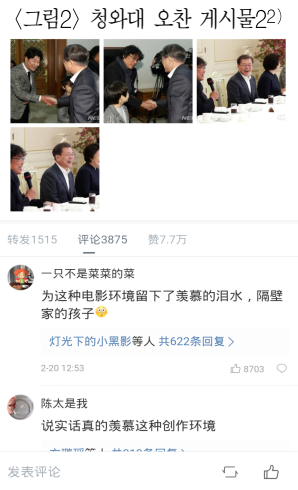 〈그림2〉 청와대 오찬 게시물2²⁾
转发1515 评论3875 赞7.7万
一只不是菜菜的菜
为这种电影环境留下了羡慕的泪水，隔壁
家的孩子
灯光下的小黑影等人 共622条回复 >
2-20 12:53 8703
陈太是我
说实话真的羡慕这种创作环境
发表评论